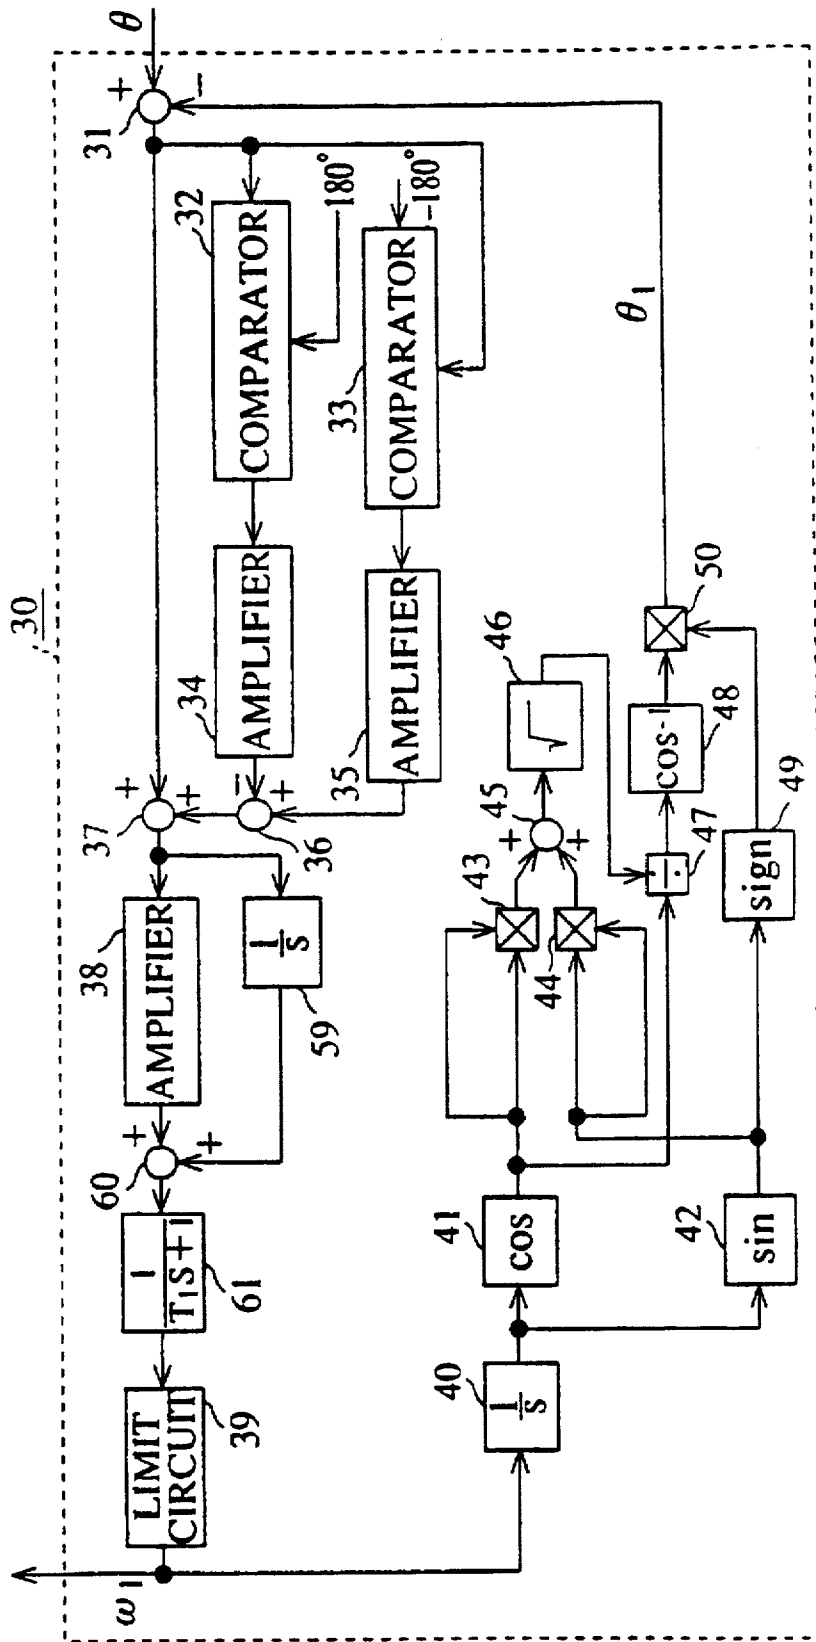 30
θ
+
−
31
32
COMPARATOR
180°
33
COMPARATOR
−180°
34
AMPLIFIER
35
AMPLIFIER
−
+
36
+
+
37
38
AMPLIFIER
1
s
59
+
+
60
1
T1s+1
61
LIMIT
CIRCUIT
39
ω1
40
1
s
41
cos
42
sin
43
44
+
+
45
46
√
÷
47
cos-1
48
sign
49
50
θ1